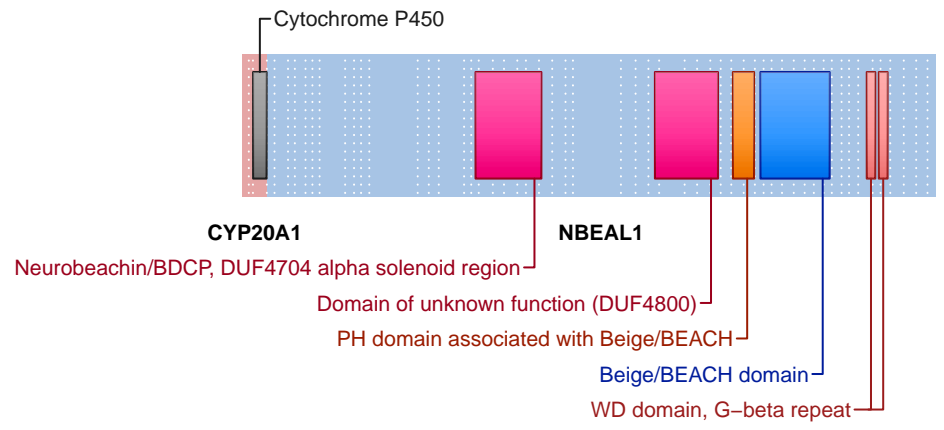 Cytochrome P450
CYP20A1
NBEAL1
Neurobeachin/BDCP, DUF4704 alpha solenoid region
Domain of unknown function (DUF4800)
PH domain associated with Beige/BEACH
Beige/BEACH domain
WD domain, G−beta repeat